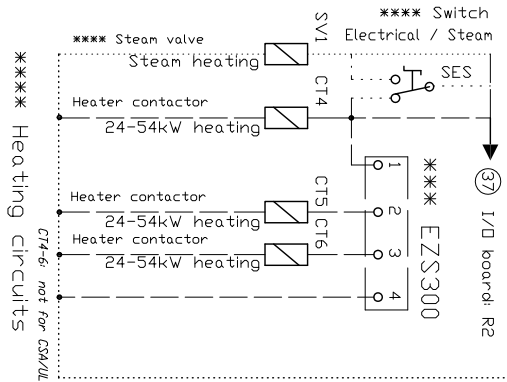 **** Switch
Electrical / Steam
**** Steam valve
Steam heating
SV1
SES
Heater contactor
24-54kW heating
CT4
1
2
3
4
*** EZS300
37 I/O board: R2
Heater contactor
24-54kW heating
CT5
Heater contactor
24-54kW heating
CT6
**** Heating circuits
CT4-6: not for CSA/UL